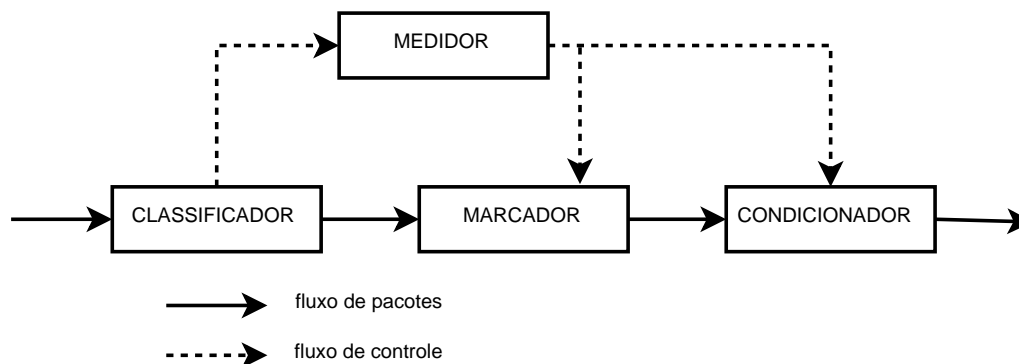 MEDIDOR
CLASSIFICADOR
MARCADOR
CONDICIONADOR
fluxo de pacotes
fluxo de controle